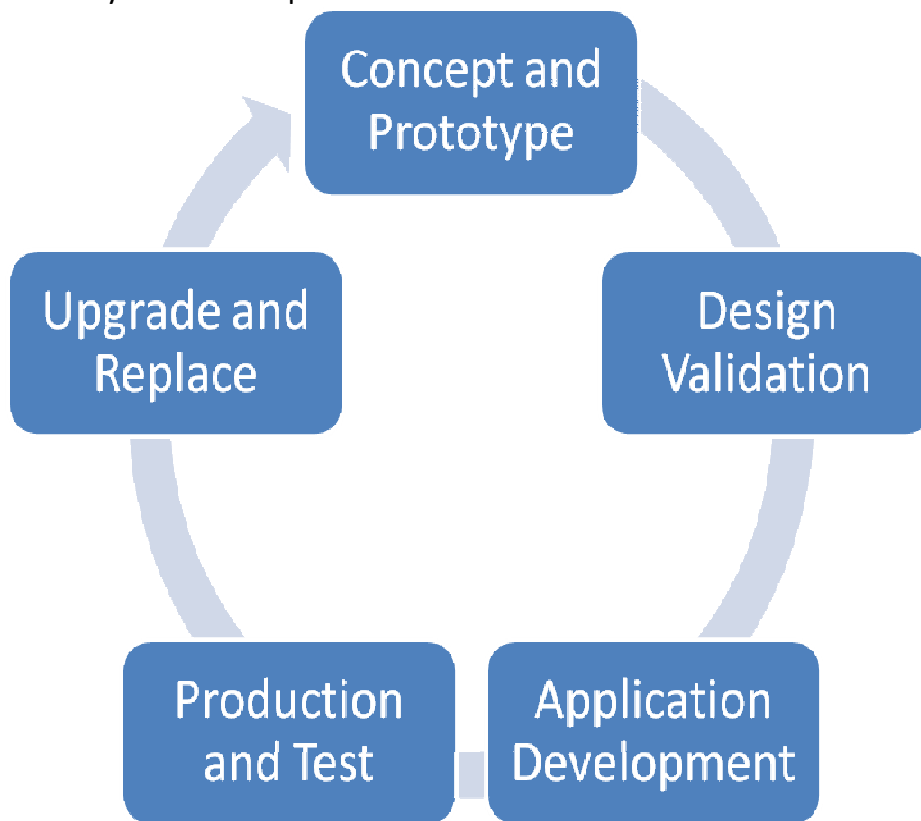 Concept and
Prototype
Design
Validation
Application
Development
Production
and Test
Upgrade and
Replace